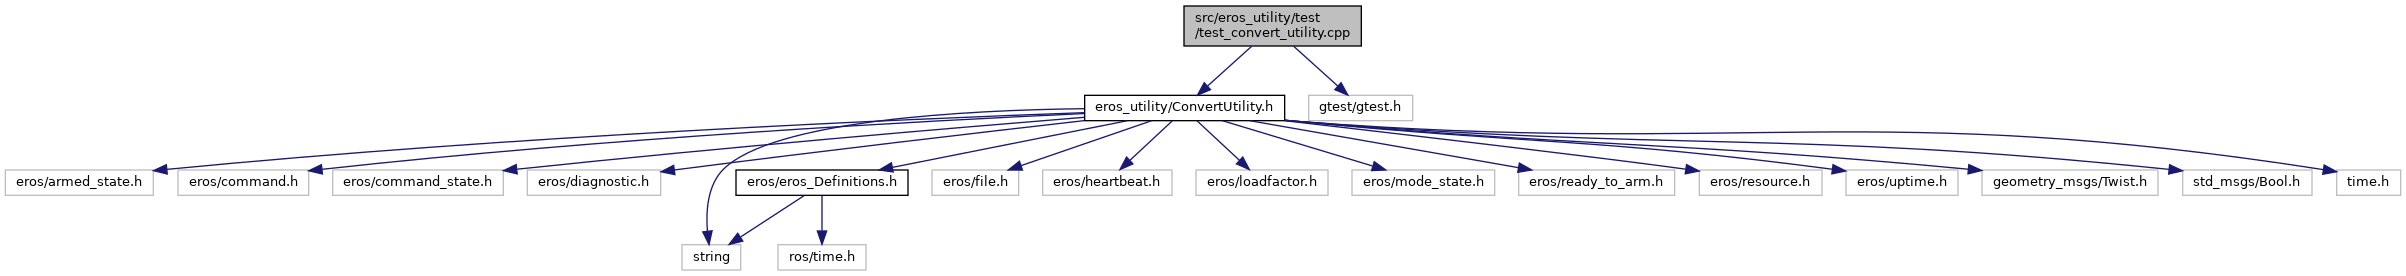 src/eros_utility/test
/test_convert_utility.cpp
eros_utility/ConvertUtility.h
gtest/gtest.h
eros/armed_state.h
eros/command.h
eros/command_state.h
eros/diagnostic.h
eros/eros_Definitions.h
eros/file.h
eros/heartbeat.h
eros/loadfactor.h
eros/mode_state.h
eros/ready_to_arm.h
eros/resource.h
eros/uptime.h
geometry_msgs/Twist.h
std_msgs/Bool.h
time.h
string
ros/time.h